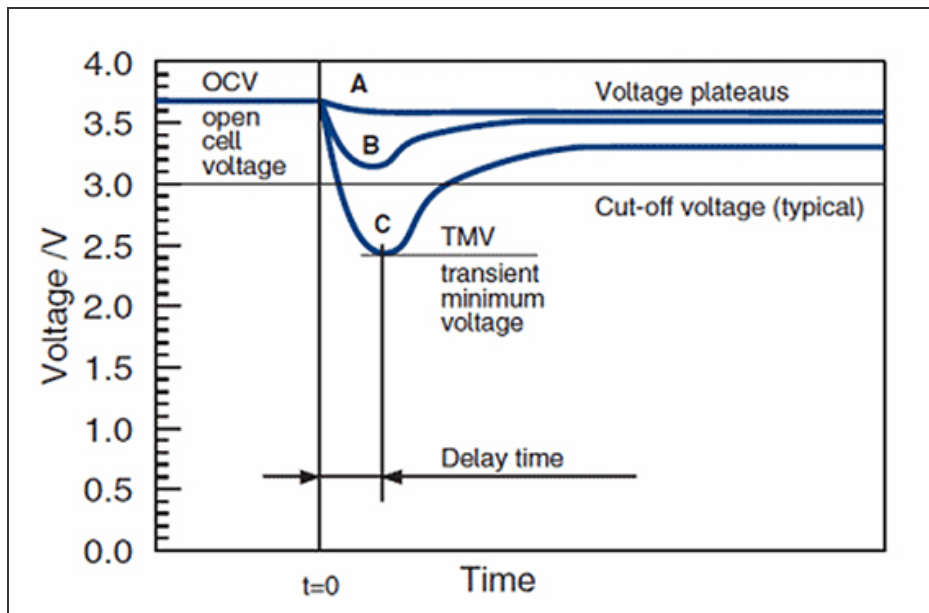 4.0
3.5
3.0
2.5
2.0
1.5
1.0
0.5
0.0
Voltage /V
OCV
open
cell
voltage
A
B
C
Voltage plateaus
Cut-off voltage (typical)
TMV
transient
minimum
voltage
Delay time
t=0
Time